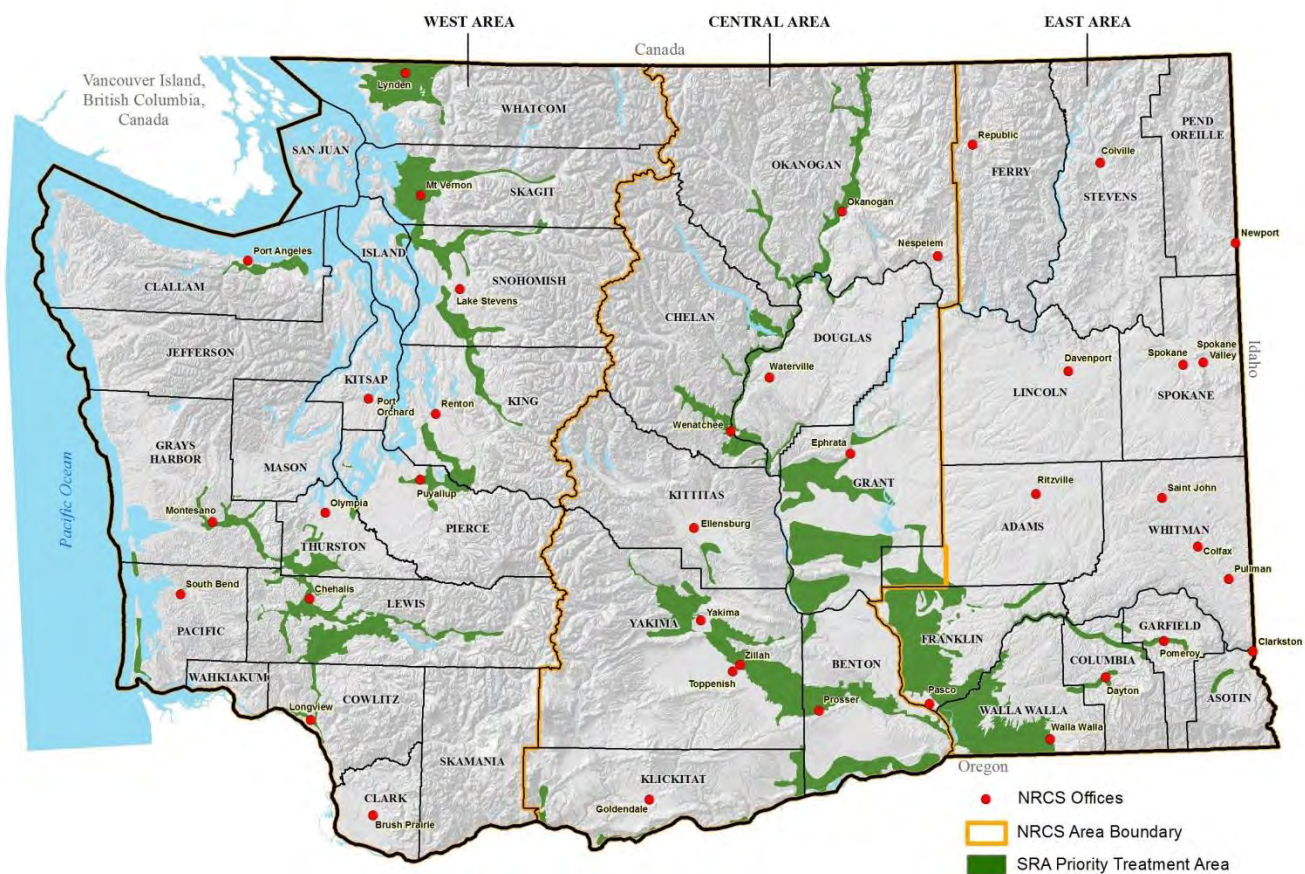 WEST AREA
CENTRAL AREA
EAST AREA
Canada
Vancouver Island,
British Columbia,
Canada
Lynden
WHATCOM
SAN JUAN
OKANOGAN
Republic
FERRY
Colville
STEVENS
PEND
OREILLE
Mt Vernon
SKAGIT
Okanogan
Nespelem
Newport
Port Angeles
CLALLAM
ISLAND
SNOHOMISH
Lake Stevens
CHELAN
DOUGLAS
JEFFERSON
KITSAP
Port
Orchard
Renton
KING
Waterville
Davenport
LINCOLN
Spokane
Spokane
Valley
SPOKANE
Idaho
Pacific Ocean
GRAYS
HARBOR
MASON
Wenatchee
Ephrata
GRANT
KITTITAS
Puyallup
PIERCE
Montesano
Olympia
THURSTON
Ellensburg
Ritzville
ADAMS
Saint John
WHITMAN
Colfax
Pullman
South Bend
PACIFIC
Chehalis
LEWIS
YAKIMA
Yakima
Zillah
Toppenish
BENTON
Prosser
FRANKLIN
Pasco
GARFIELD
Pomeroy
COLUMBIA
Dayton
Clarkston
ASOTIN
WAHKIAKUM
COWLITZ
Longview
SKAMANIA
WALLA WALLA
Walla Walla
KLICKITAT
Goldendale
Oregon
CLARK
Brush Prairie
NRCS Offices
NRCS Area Boundary
SRA Priority Treatment Area